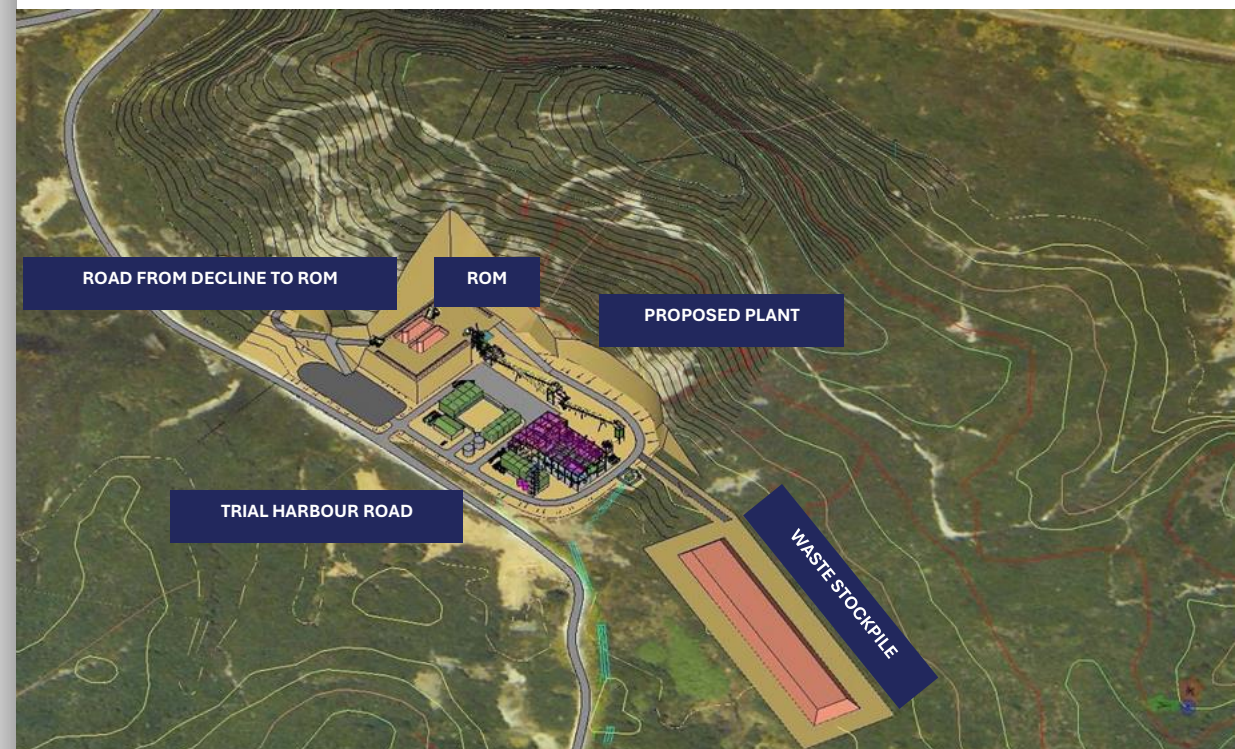 ROAD FROM DECLINE TO ROM
ROM
PROPOSED PLANT
TRIAL HARBOUR ROAD
WASTE STOCKPILE